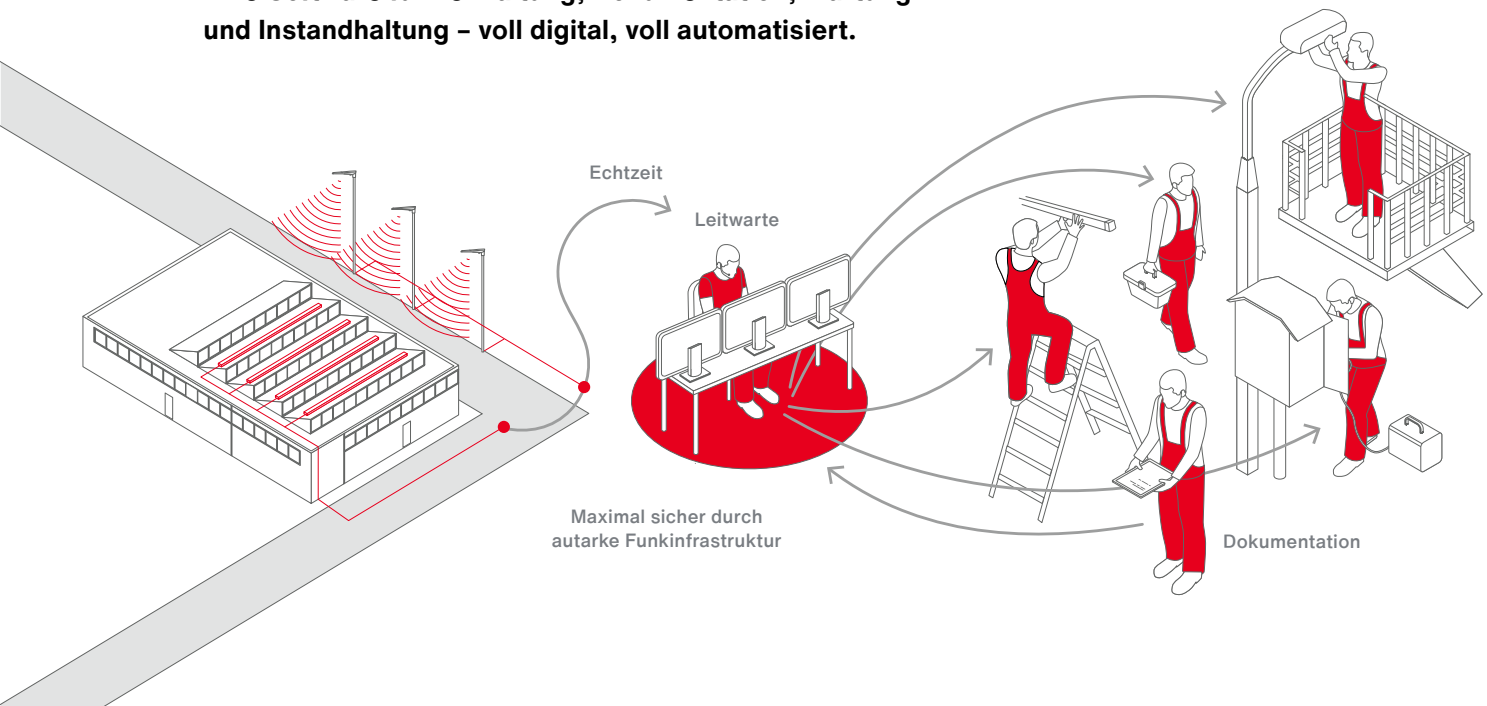 und Instandhaltung – voll digital, voll automatisiert.
Echtzeit
Leitwarte
Maximal sicher durch
autarke Funkinfrastruktur
Dokumentation